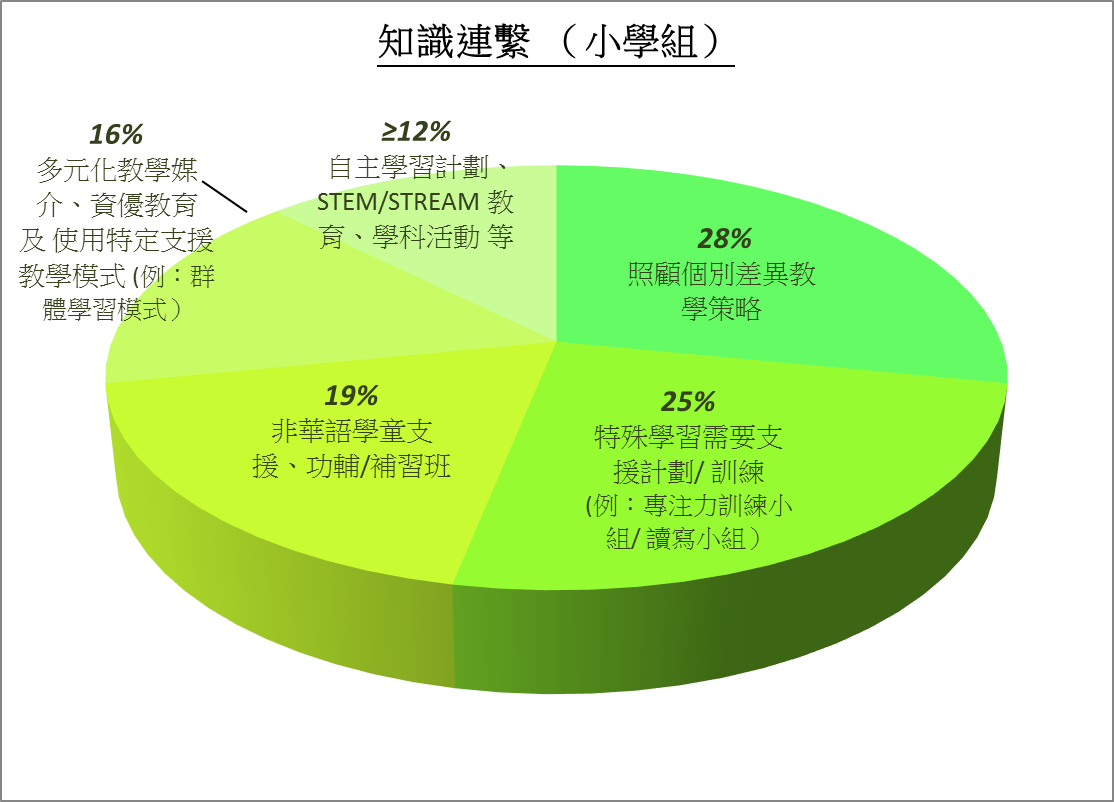 知識連繫 （小學組）
≥12%
自主學習計劃、
STEM/STREAM 教
育、學科活動 等
16%
多元化教學媒
介、資優教育
及 使用特定支援
教學模式 (例：群
體學習模式）
28%
照顧個別差異教
學策略
19%
非華語學童支
援、功輔/補習班
25%
特殊學習需要支
援計劃/ 訓練
(例：專注力訓練小
組/ 讀寫小組）